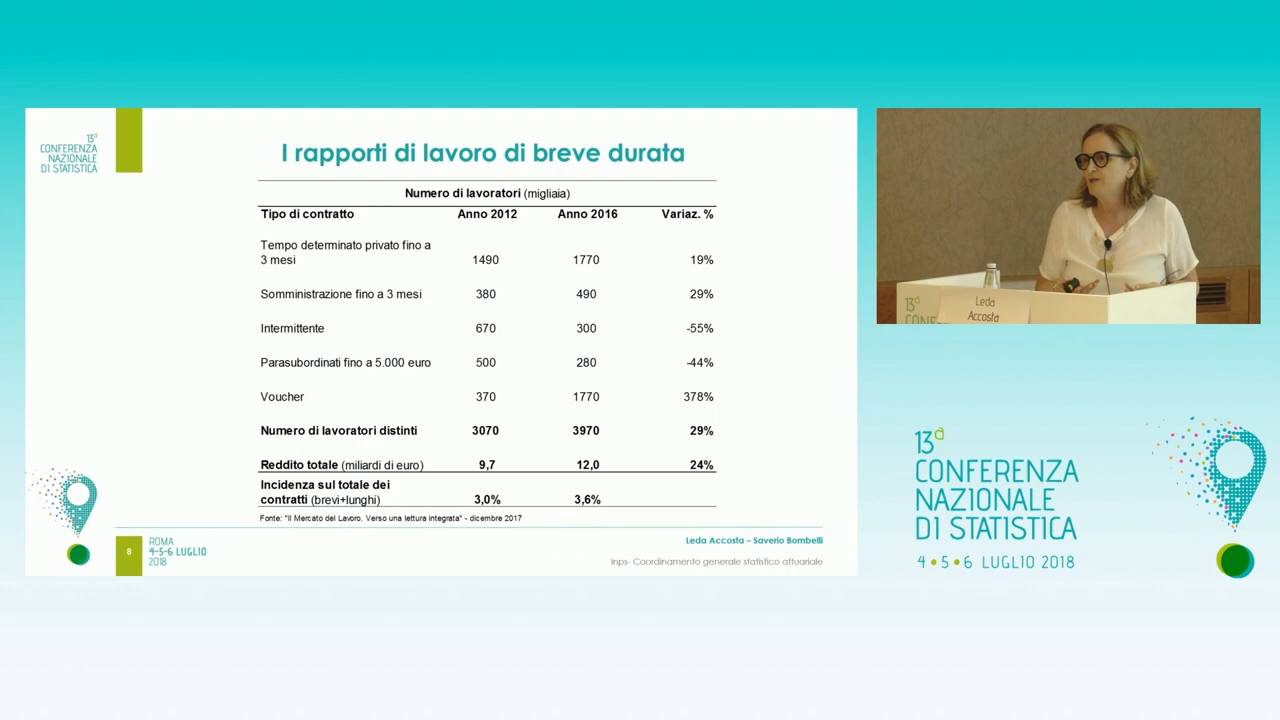 13a
CONFERENZA
NAZIONALE
DI STATISTICA
I rapporti di lavoro di breve durata
Numero di lavoratori (migliaia)
Tipo di contratto Anno 2012 Anno 2016 Variaz. %
Tempo determinato privato fino a
3 mesi 1490 1770 19%
Somministrazione fino a 3 mesi 380 490 29%
Intermittente 670 300 -55%
Parasubordinati fino a 5.000 euro 500 280 -44%
Voucher 370 1770 378%
Numero di lavoratori distinti 3070 3970 29%
Reddito totale (miliardi di euro) 9,7 12,0 24%
Incidenza sul totale dei
contratti (brevi+lunghi) 3,0% 3,6%
Fonte: "Il Mercato del Lavoro. Verso una lettura integrata" - dicembre 2017
8
ROMA
4-5-6 LUGLIO
2018
Leda Accosta – Saverio Bombelli
Inps- Coordinamento generale statistico attuariale
13
CONFE
Leda
Accosta
13a
CONFERENZA
NAZIONALE
DI STATISTICA
4 • 5 • 6 LUGLIO 2018